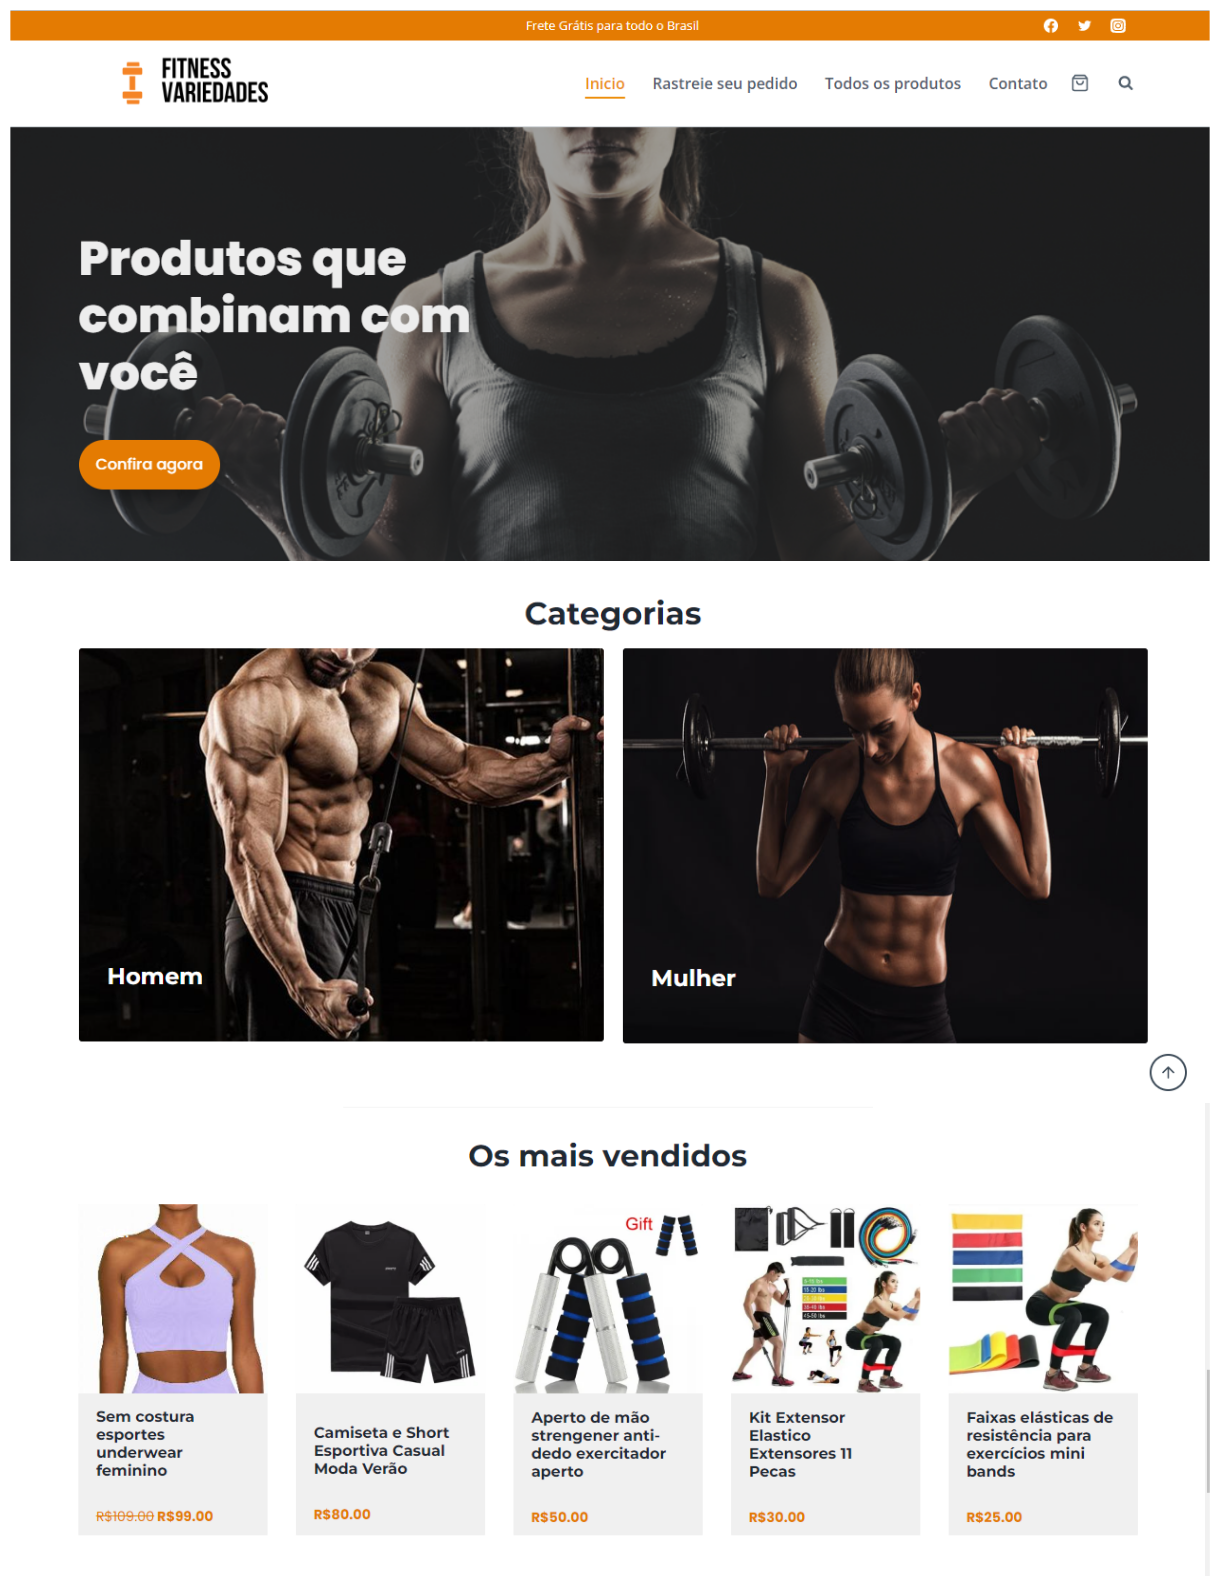 Frete Grátis para todo o Brasil
FITNESS
VARIEDADES
Inicio Rastreie seu pedido Todos os produtos Contato
Produtos que
combinam com
você
Confira agora
Categorias
Homem
Mulher
Os mais vendidos
Gift
Sem costura
esportes
underwear
feminino
R$109.00 R$99.00
Camiseta e Short
Esportiva Casual
Moda Verão
R$80.00
Aperto de mão
strengener anti-
dedo exercitador
aperto
R$50.00
Kit Extensor
Elastico
Extensores 11
Pecas
R$30.00
Faixas elásticas de
resistência para
exercícios mini
bands
R$25.00